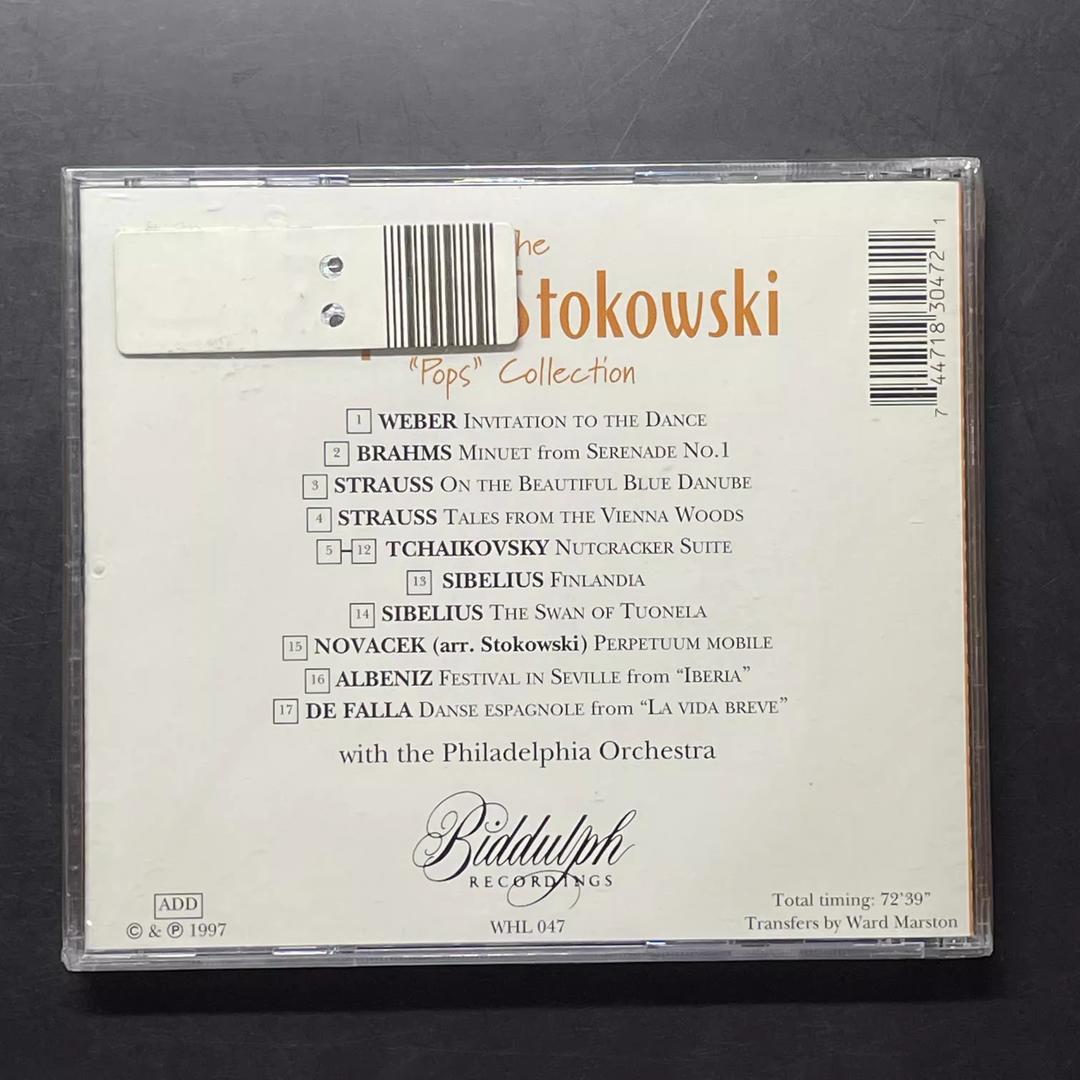 Stokowski
"Pops" Collection
1 WEBER INVITATION TO THE DANCE
2 BRAHMS MINUET from SERENADE NO.1
3 STRAUSS ON THE BEAUTIFUL BLUE DANUBE
4 STRAUSS TALES FROM THE VIENNA WOODS
5-12 TCHAIKOVSKY NUTCRACKER SUITE
13 SIBELIUS FINLANDIA
14 SIBELIUS THE SWAN OF TUONELA
15 NOVACEK (arr. Stokowski) PERPETUUM MOBILE
16 ALBENIZ FESTIVAL IN SEVILLE from “IBERIA”
17 DE FALLA DANSE ESPAGNOLE from “LA VIDA BREVE”
with the Philadelphia Orchestra
Biddulph
RECORDINGS
ADD
© & ℗ 1997
WHL 047
Total timing: 72’39”
Transfers by Ward Marston
7 44718 30472 1